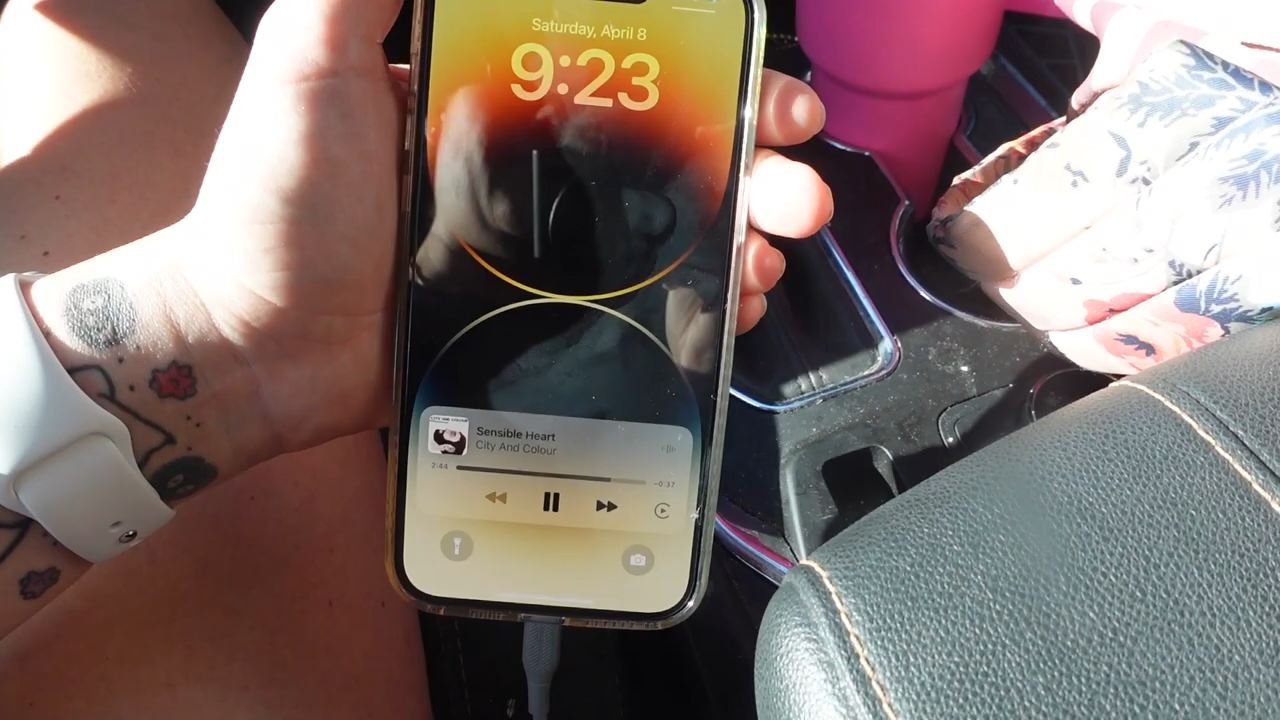 Saturday, April 8
9:23
Sensible Heart
City And Colour
2:44
-0:37